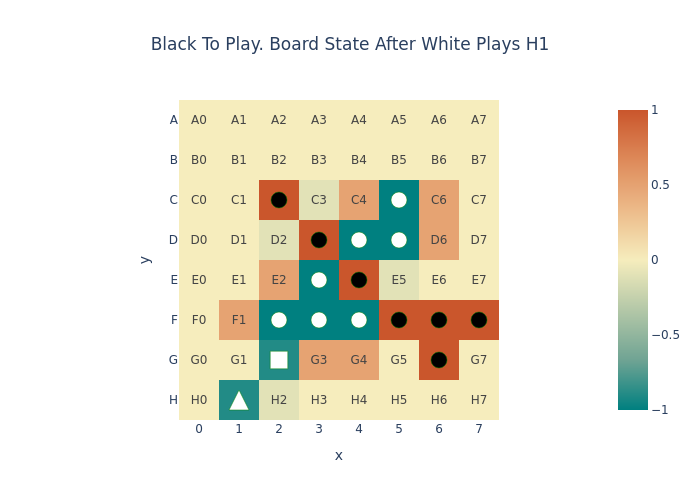 Black To Play. Board State After White Plays H1
A A0 A1 A2 A3 A4 A5 A6 A7
B B0 B1 B2 B3 B4 B5 B6 B7
C C0 C1 C3 C4 C6 C7
D D0 D1 D2 D6 D7
E E0 E1 E2 E5 E6 E7
F F0 F1
G G0 G1 G3 G4 G5 G7
H H0 H2 H3 H4 H5 H6 H7
0 1 2 3 4 5 6 7
x
y
1
0.5
0
−0.5
−1